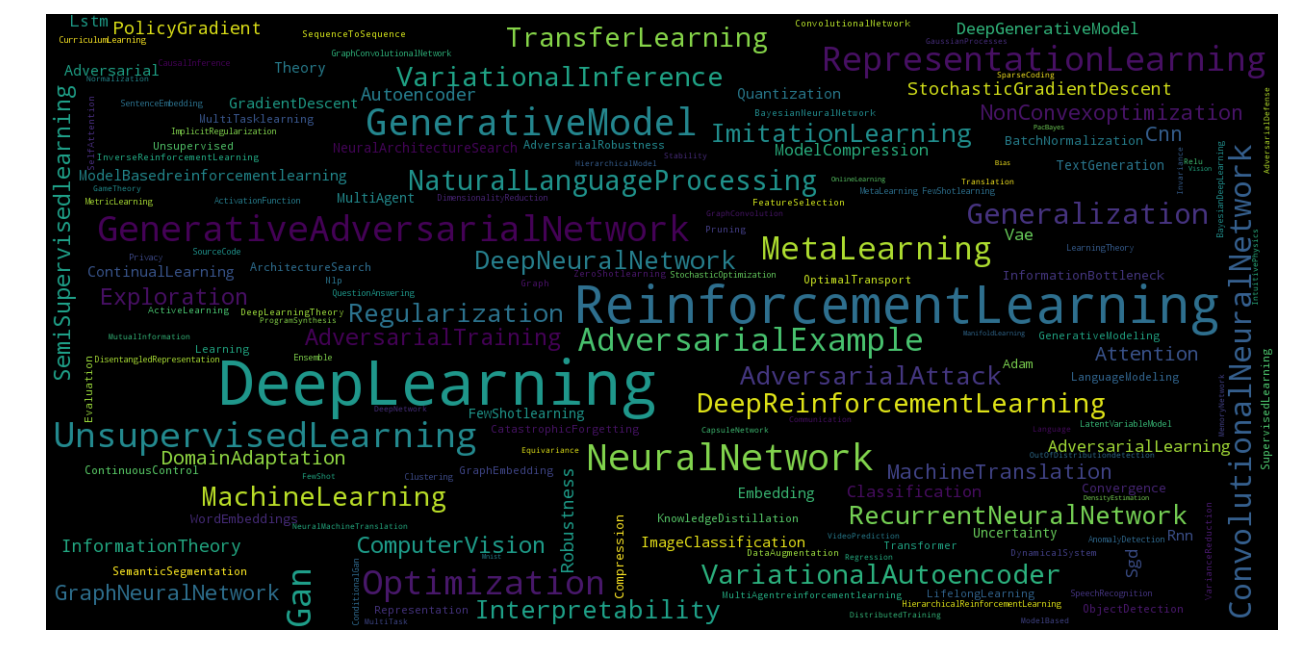 Lstm
PolicyGradient
SequenceToSequence
TransferLearning
ConvolutionalNetwork
DeepGenerativeModel
CurriculumLearning
GraphConvolutionalNetwork
GaussianProcesses
RepresentationLearning
Adversarial
CausalInference
Theory
VariationalInference
SparseCoding
Normalization
StochasticGradientDescent
SemiSupervisedlearning
SentenceEmbedding
GradientDescent
Autoencoder
Quantization
AdversarialDefense
MultiTasklearning
GenerativeModel
BayesianNeuralNetwork
NonConvexoptimization
SelfAttention
ImplicitRegularization
ImitationLearning
PacBayes
Cnn
Unsupervised
NeuralArchitectureSearch
AdversarialRobustness
ModelCompression
BatchNormalization
InverseReinforcementLearning
HierarchicalModel
Stability
Bias
TextGeneration
Invariance
Relu
Vision
ModelBasedreinforcementlearning
NaturalLanguageProcessing
OnlineLearning
Translation
GameTheory
MetaLearning
FewShotlearning
MetricLearning
ActivationFunction
MultiAgent
DimensionalityReduction
FeatureSelection
BayesianDeepLearning
GenerativeAdversarialNetwork
GraphConvolution
Pruning
Generalization
Vae
Privacy
SourceCode
MetaLearning
LearningTheory
ConvolutionalNeuralNetwork
IntuitivePhysics
ContinualLearning
ArchitectureSearch
DeepNeuralNetwork
ZeroShotlearning
StochasticOptimization
OptimalTransport
InformationBottleneck
Nlp
Graph
Exploration
QuestionAnswering
ReinforcementLearning
ActiveLearning
DeepLearningTheory
ProgramSynthesis
Regularization
MutualInformation
AdversarialTraining
AdversarialExample
ManifoldLearning
GenerativeModeling
Learning
DisentangledRepresentation
Ensemble
Attention
Evaluation
DeepLearning
AdversarialAttack
Adam
LanguageModeling
SupervisedLearning
MemoryNetwork
DeepNetwork
FewShotlearning
DeepReinforcementLearning
UnsupervisedLearning
CatastrophicForgetting
CapsuleNetwork
Communication
Language
LatentVariableModel
DomainAdaptation
Equivariance
NeuralNetwork
AdversarialLearning
OutOfDistributiondetection
ContinuousControl
FewShot
Clustering
GraphEmbedding
MachineTranslation
MachineLearning
Robustness
Embedding
Classification
Convergence
DensityEstimation
WordEmbeddings
NeuralMachineTranslation
KnowledgeDistillation
RecurrentNeuralNetwork
InformationTheory
ComputerVision
Compression
ImageClassification
VideoPrediction
Uncertainty
AnomalyDetection
Rnn
VarianceReduction
DataAugmentation
Regression
Transformer
DynamicalSystem
Sgd
Mnist
SemanticSegmentation
Gan
ConditionalGan
Optimization
VariationalAutoencoder
GraphNeuralNetwork
MultiAgentreinforcementlearning
LifelongLearning
SpeechRecognition
Representation
Interpretability
HierarchicalReinforcementLearning
ObjectDetection
MultiTask
DistributedTraining
ModelBased